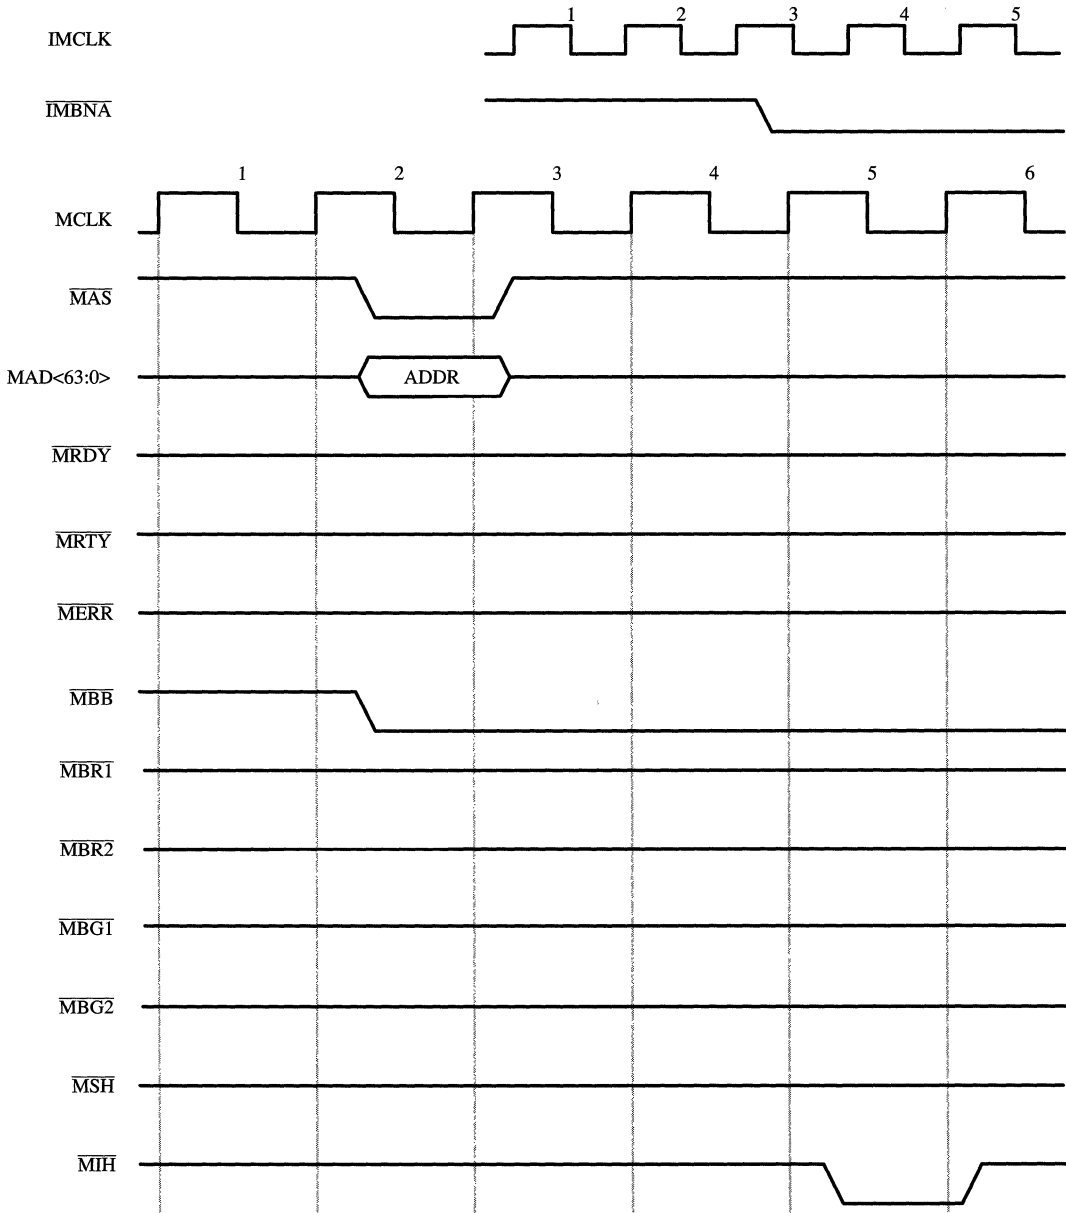 1 2 3 4 5
IMCLK
IMBNA
1 2 3 4 5 6
MCLK
MAS
MAD<63:0> ADDR
MRDY
MRTY
MERR
MBB
MBR1
MBR2
MBG1
MBG2
MSH
MIH